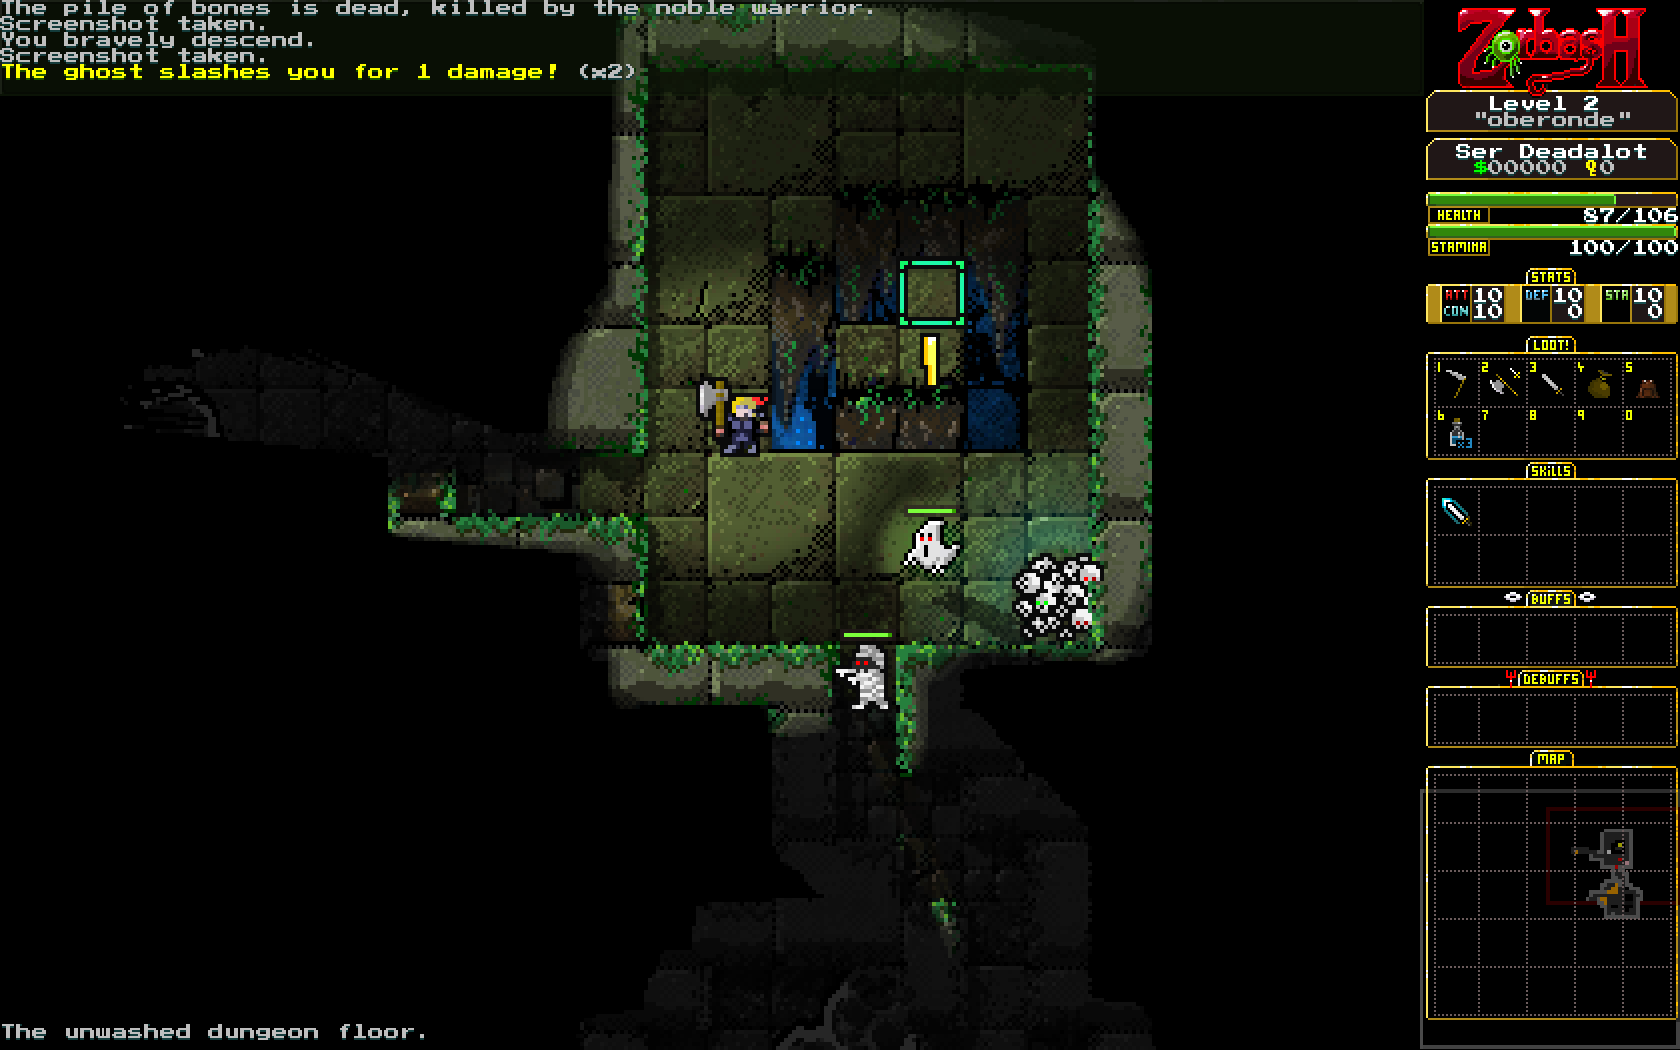 The pile of bones is dead, killed by the noble warrior.
Screenshot taken.
You bravely descend.
Screenshot taken.
The ghost slashes you for 1 damage! (x2)
ZorbasH
Level 2
"oberonde"
Ser Deadalot
$00000 0
HEALTH 87/106
STAMINA 100/100
STATS
ATT 10 DEF 10 STA 10
CON 10 0 0
LOOT!
1 2 3 4 5
6 7 8 9 0
x3
SKILLS
BUFFS
DEBUFFS
MAP
The unwashed dungeon floor.